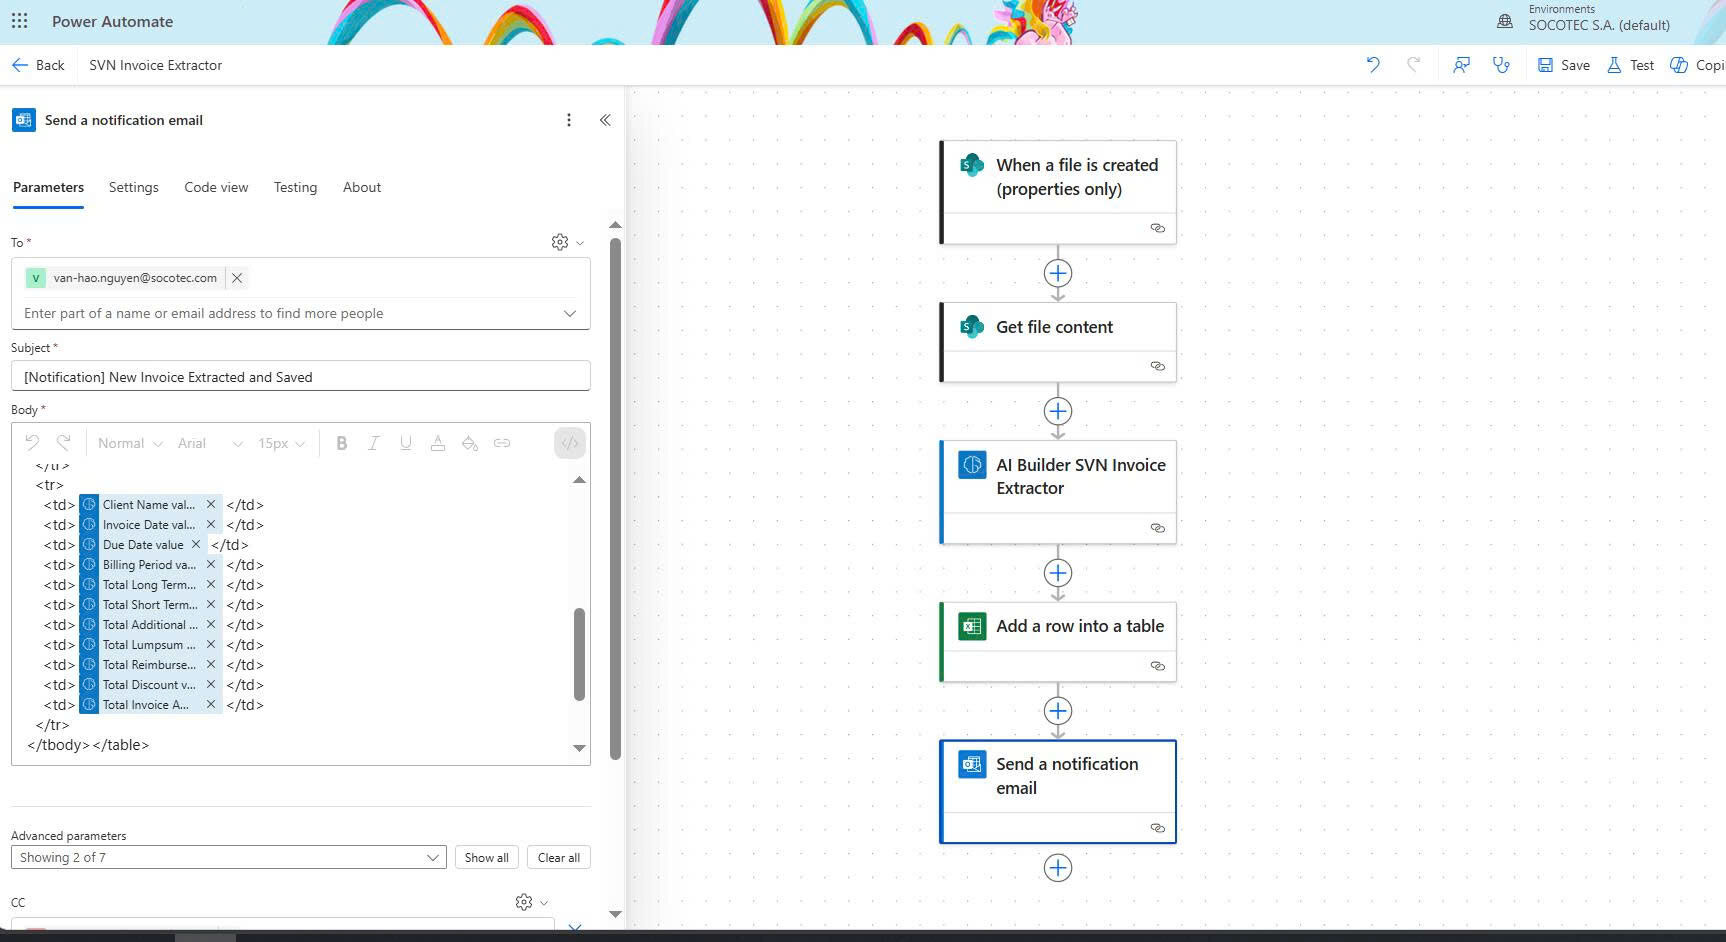 Power Automate
Environments
SOCOTEC S.A. (default)
Back
SVN Invoice Extractor
Save
Test
Copi
Send a notification email
Parameters
Settings
Code view
Testing
About
To *
V
van-hao.nguyen@socotec.com
Enter part of a name or email address to find more people
Subject *
[Notification] New Invoice Extracted and Saved
Body *
Normal
Arial
15px
B
I
U
A
</>
</tr>
<tr>
<td> Client Name val... </td>
<td> Invoice Date val... </td>
<td> Due Date value </td>
<td> Billing Period va... </td>
<td> Total Long Term... </td>
<td> Total Short Term... </td>
<td> Total Additional ... </td>
<td> Total Lumpsum ... </td>
<td> Total Reimburse... </td>
<td> Total Discount v... </td>
<td> Total Invoice A... </td>
</tr>
</tbody></table>
Advanced parameters
Showing 2 of 7
Show all
Clear all
CC
When a file is created
(properties only)
Get file content
AI Builder SVN Invoice
Extractor
Add a row into a table
Send a notification
email